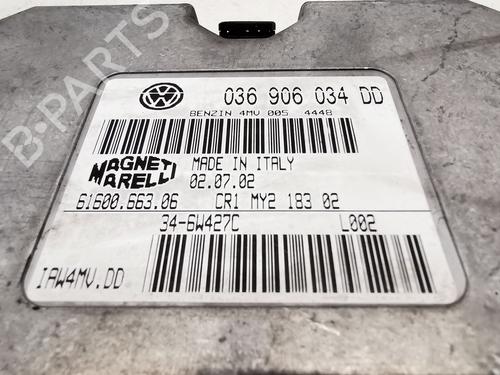 B-PARTS
036 906 034 DD
BENZIN 4MV 005 4448
MAGNETI MARELLI
MADE IN ITALY
02.07.02
61600.663.06
CR1 MY2 183 02
34-6W427C
L002
IAW4MV.DD